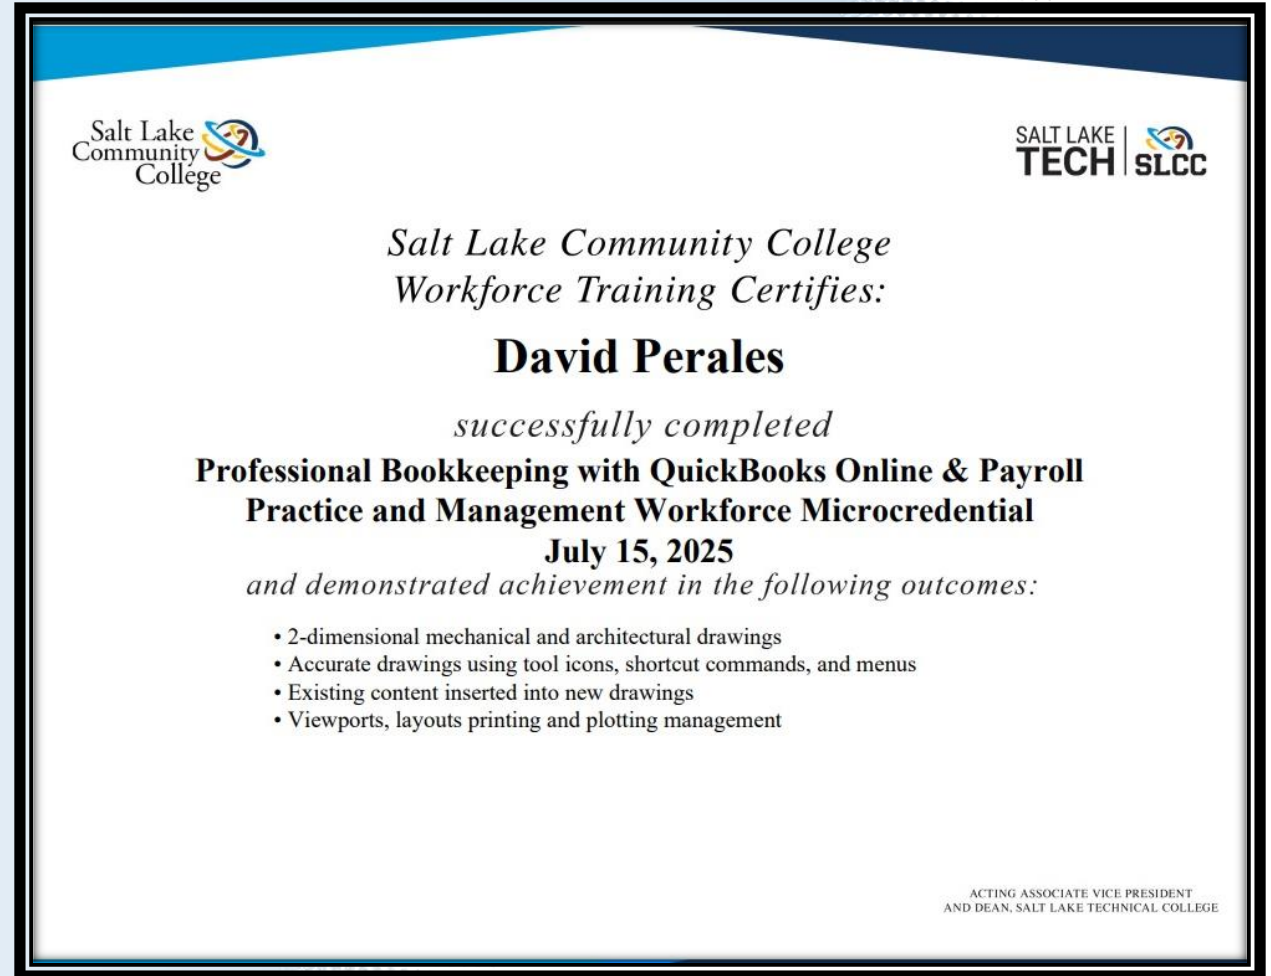 Salt Lake
Community
College
SALT LAKE
TECH
SLCC
Salt Lake Community College
Workforce Training Certifies:
David Perales
successfully completed
Professional Bookkeeping with QuickBooks Online & Payroll
Practice and Management Workforce Microcredential
July 15, 2025
and demonstrated achievement in the following outcomes:
• 2-dimensional mechanical and architectural drawings
• Accurate drawings using tool icons, shortcut commands, and menus
• Existing content inserted into new drawings
• Viewports, layouts printing and plotting management
ACTING ASSOCIATE VICE PRESIDENT
AND DEAN, SALT LAKE TECHNICAL COLLEGE